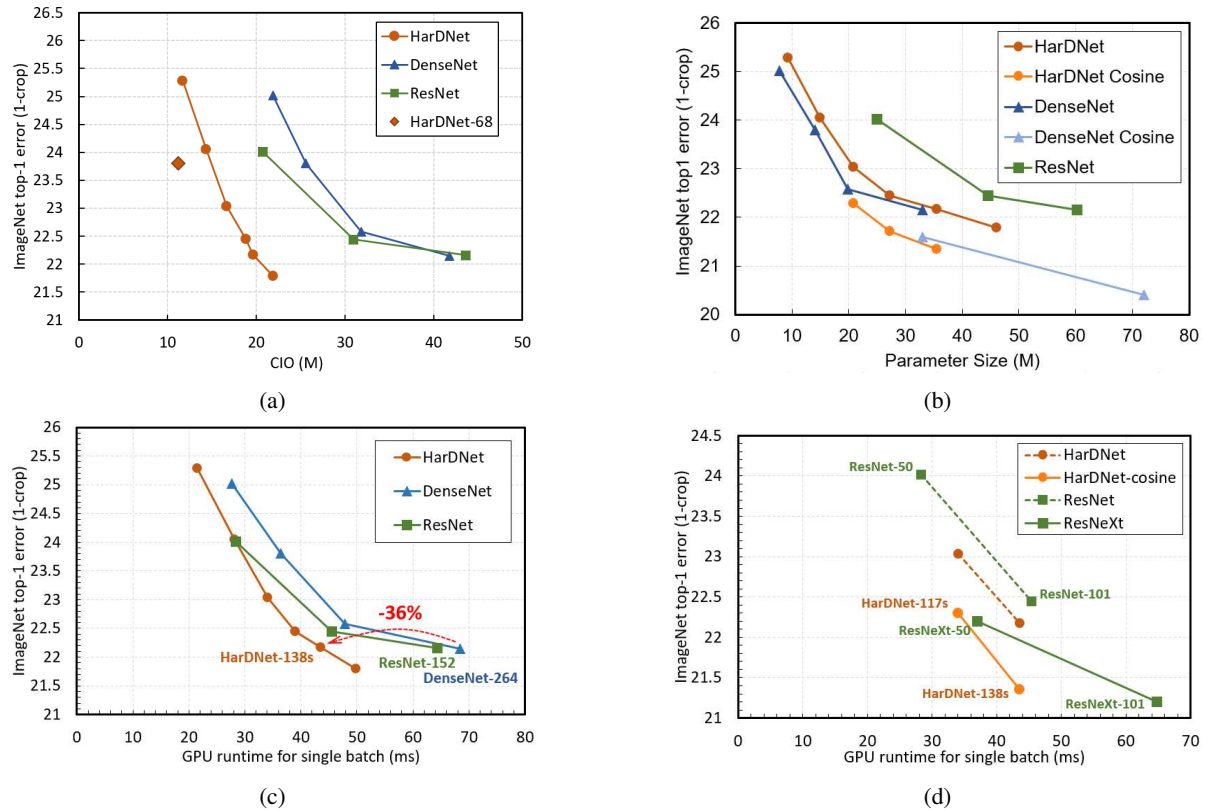 26
25.5
25
24.5
24
23.5
23
22.5
22
21.5
21
0 10 20 30 40 50
CIO (M)
ImageNet top-1 error (1-crop)
HarDNet
DenseNet
ResNet
HarDNet-68
(a)
26
25
24
23
22
21
20
0 10 20 30 40 50 60 70 80
Parameter Size (M)
ImageNet top1 error (1-crop)
HarDNet
HarDNet Cosine
DenseNet
DenseNet Cosine
ResNet
(b)
26
25.5
25
24.5
24
23.5
23
22.5
22
21.5
21
0 10 20 30 40 50 60 70 80
GPU runtime for single batch (ms)
ImageNet top-1 error (1-crop)
HarDNet
DenseNet
ResNet
-36%
HarDNet-138s
ResNet-152
DenseNet-264
(c)
24.5
24
23.5
23
22.5
22
21.5
21
0 10 20 30 40 50 60 70
GPU runtime for single batch (ms)
ImageNet top-1 error (1-crop)
HarDNet
HarDNet-cosine
ResNet
ResNeXt
ResNet-50
ResNet-101
HarDNet-117s
ResNeXt-50
HarDNet-138s
ResNeXt-101
(d)